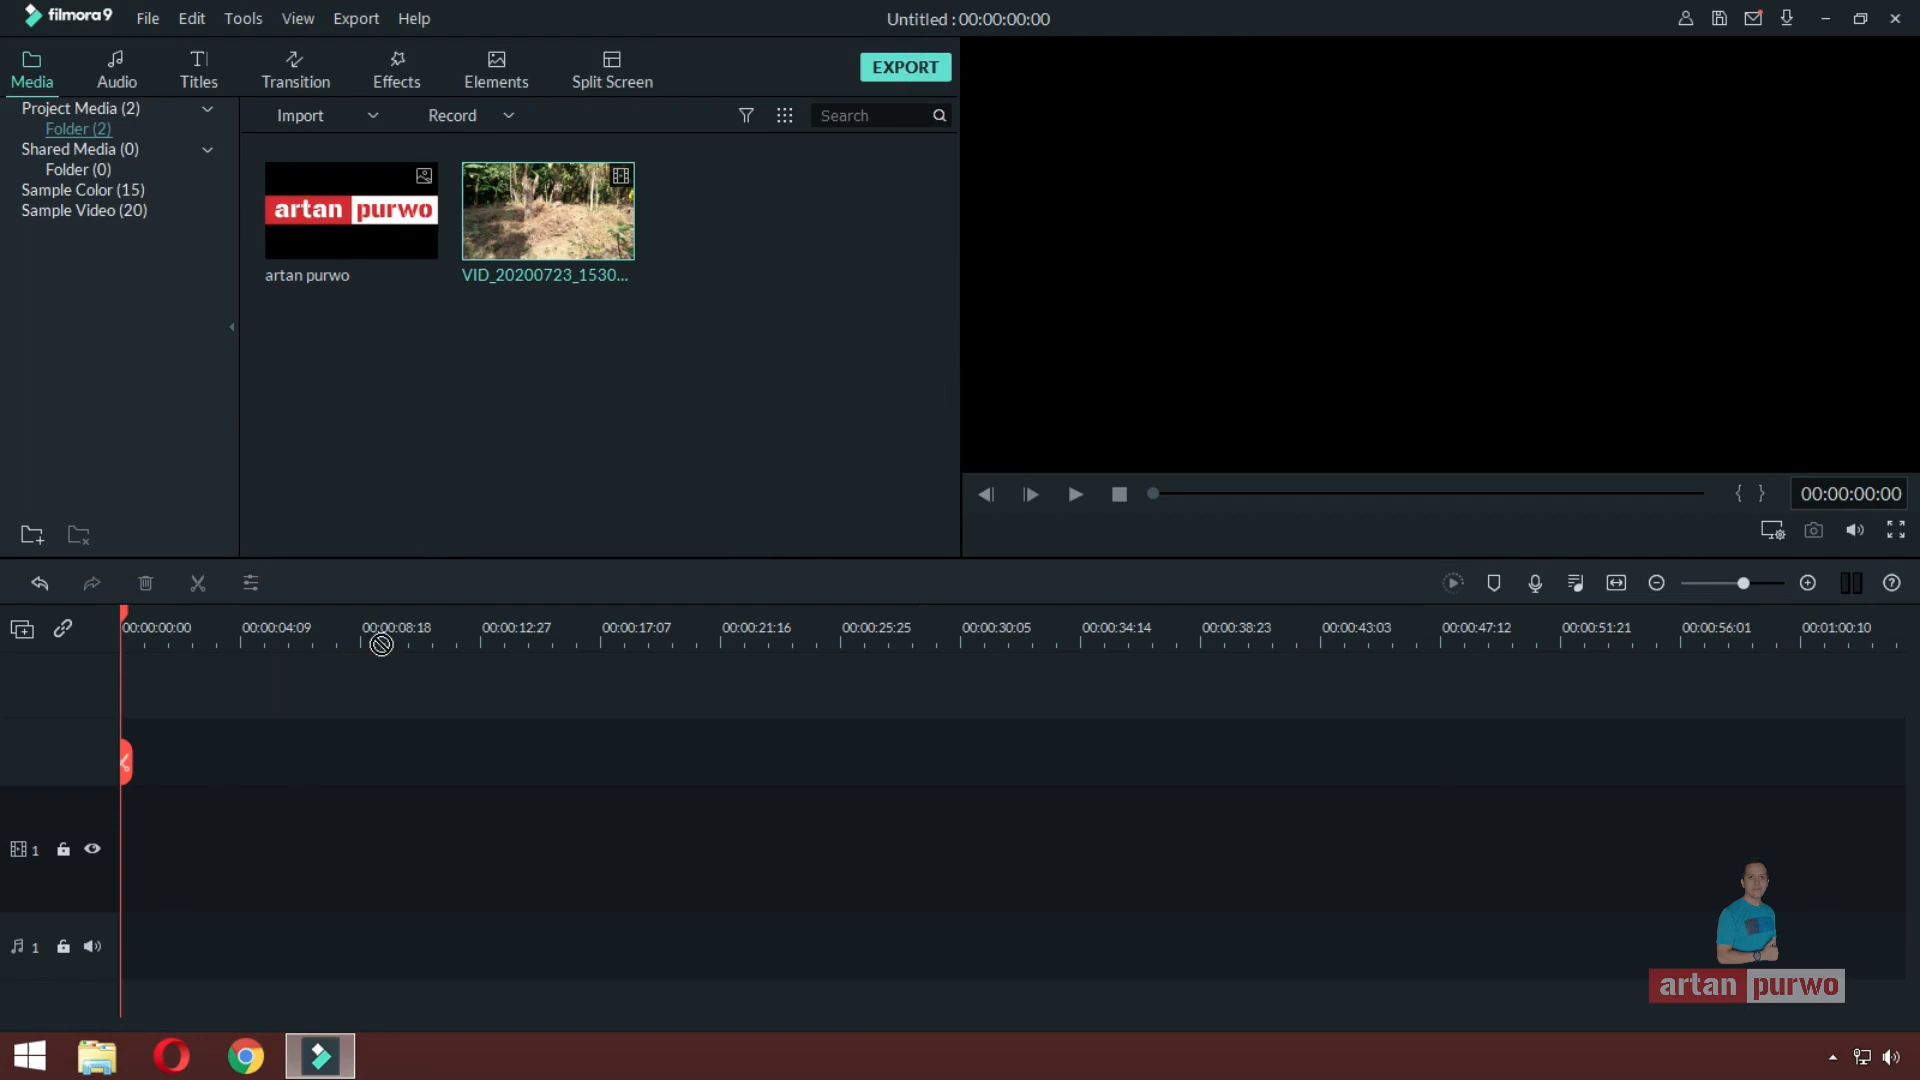 filmora9 File Edit Tools View Export Help Untitled : 00:00:00:00
Media Audio Titles Transition Effects Elements Split Screen EXPORT
Project Media (2)
Folder (2)
Shared Media (0)
Folder (0)
Sample Color (15)
Sample Video (20)
Import Record Search
artan purwo
artan purwo
VID_20200723_1530...
00:00:00:00
00:00:00:00 00:00:04:09 00:00:08:18 00:00:12:27 00:00:17:07 00:00:21:16 00:00:25:25 00:00:30:05 00:00:34:14 00:00:38:23 00:00:43:03 00:00:47:12 00:00:51:21 00:00:56:01 00:01:00:10
1
1
artan purwo